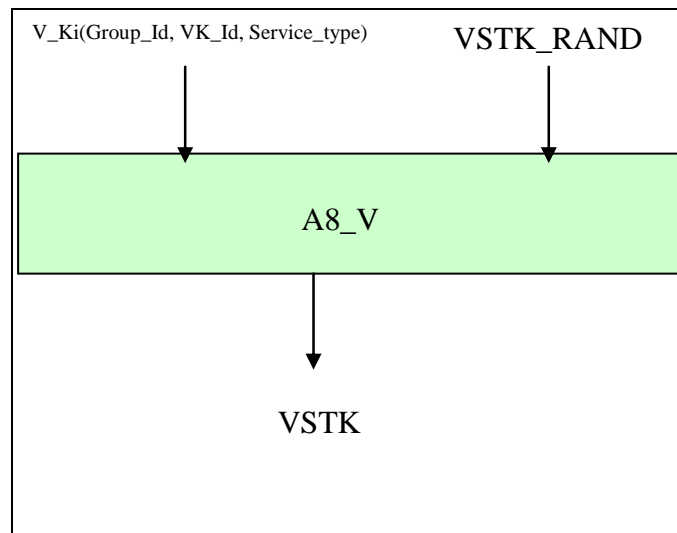 V_Ki(Group_Id, VK_Id, Service_type)
VSTK_RAND
A8_V
VSTK